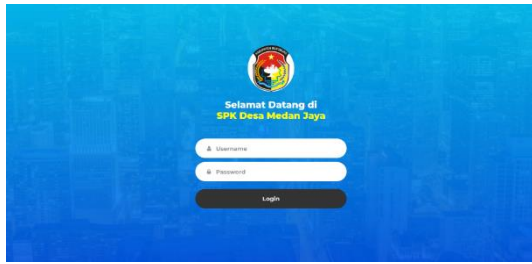 Selamat Datang di
SPK Desa Medan Jaya
Username
Password
Login